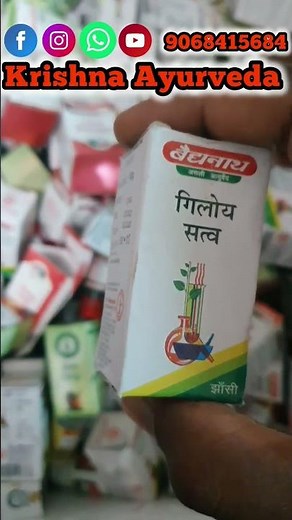 9068415684
Krishna Ayurveda
बैद्यनाथ
असली आयुर्वेद
गिलोय
सत्व
झाँसी